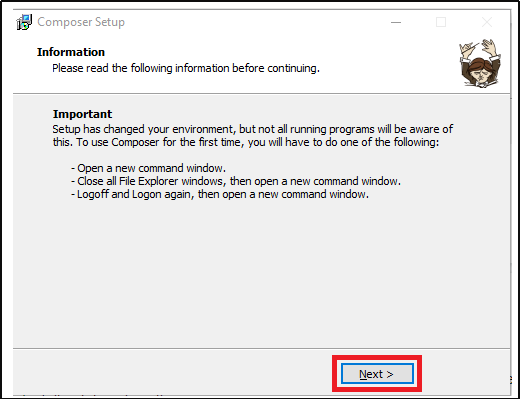 Composer Setup
Information
Please read the following information before continuing.
Important
Setup has changed your environment, but not all running programs will be aware of
this. To use Composer for the first time, you will have to do one of the following:
- Open a new command window.
- Close all File Explorer windows, then open a new command window.
- Logoff and Logon again, then open a new command window.
Next >